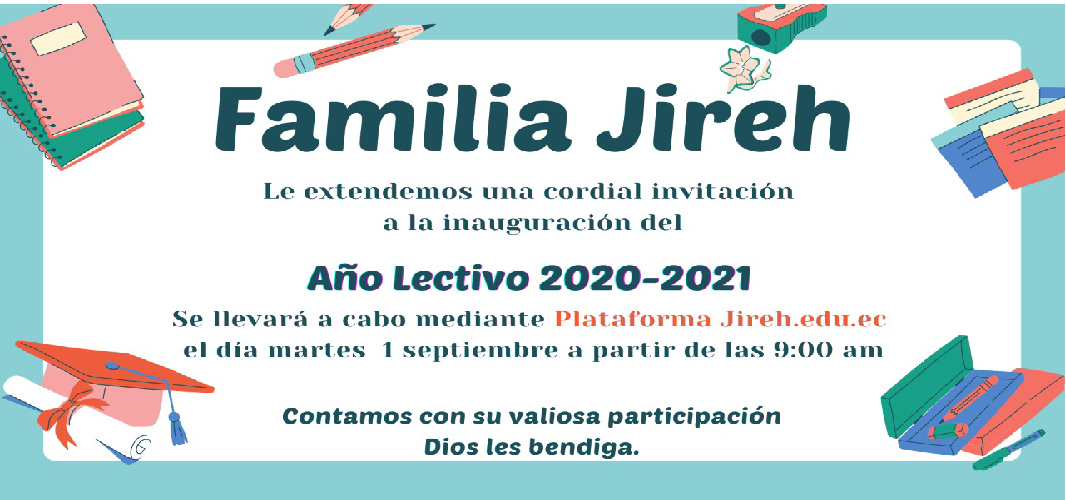 Familia Jireh
Le extendemos una cordial invitación
a la inauguración del
Año Lectivo 2020-2021
Se llevará a cabo mediante Plataforma Jireh.edu.ec
el día martes 1 septiembre a partir de las 9:00 am
Contamos con su valiosa participación
Dios les bendiga.